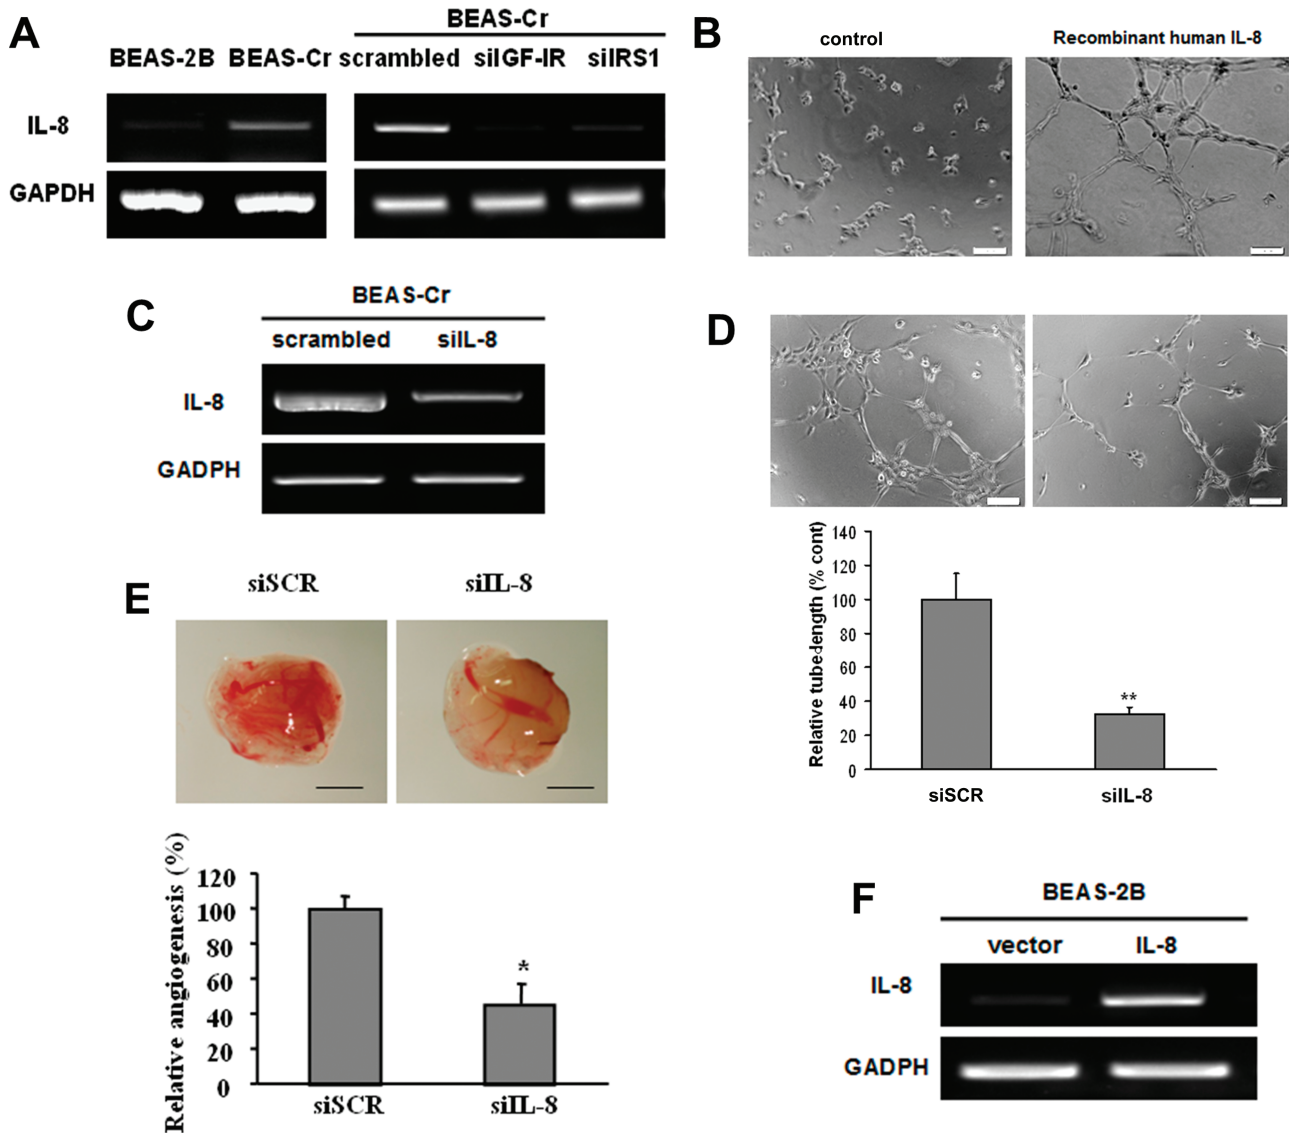 A
BEAS-Cr
BEAS-2B BEAS-Cr scrambled siIGF-IR siIRS1
IL-8
GAPDH
B
control
Recombinant human IL-8
C
BEAS-Cr
scrambled siIL-8
IL-8
GADPH
D
Relative tube-length (% cont)
140
120
100
80
60
40
20
0
**
siSCR siIL-8
E
siSCR siIL-8
Relative angiogenesis (%)
120
100
80
60
40
20
0
*
siSCR siIL-8
F
BEAS-2B
vector IL-8
IL-8
GADPH